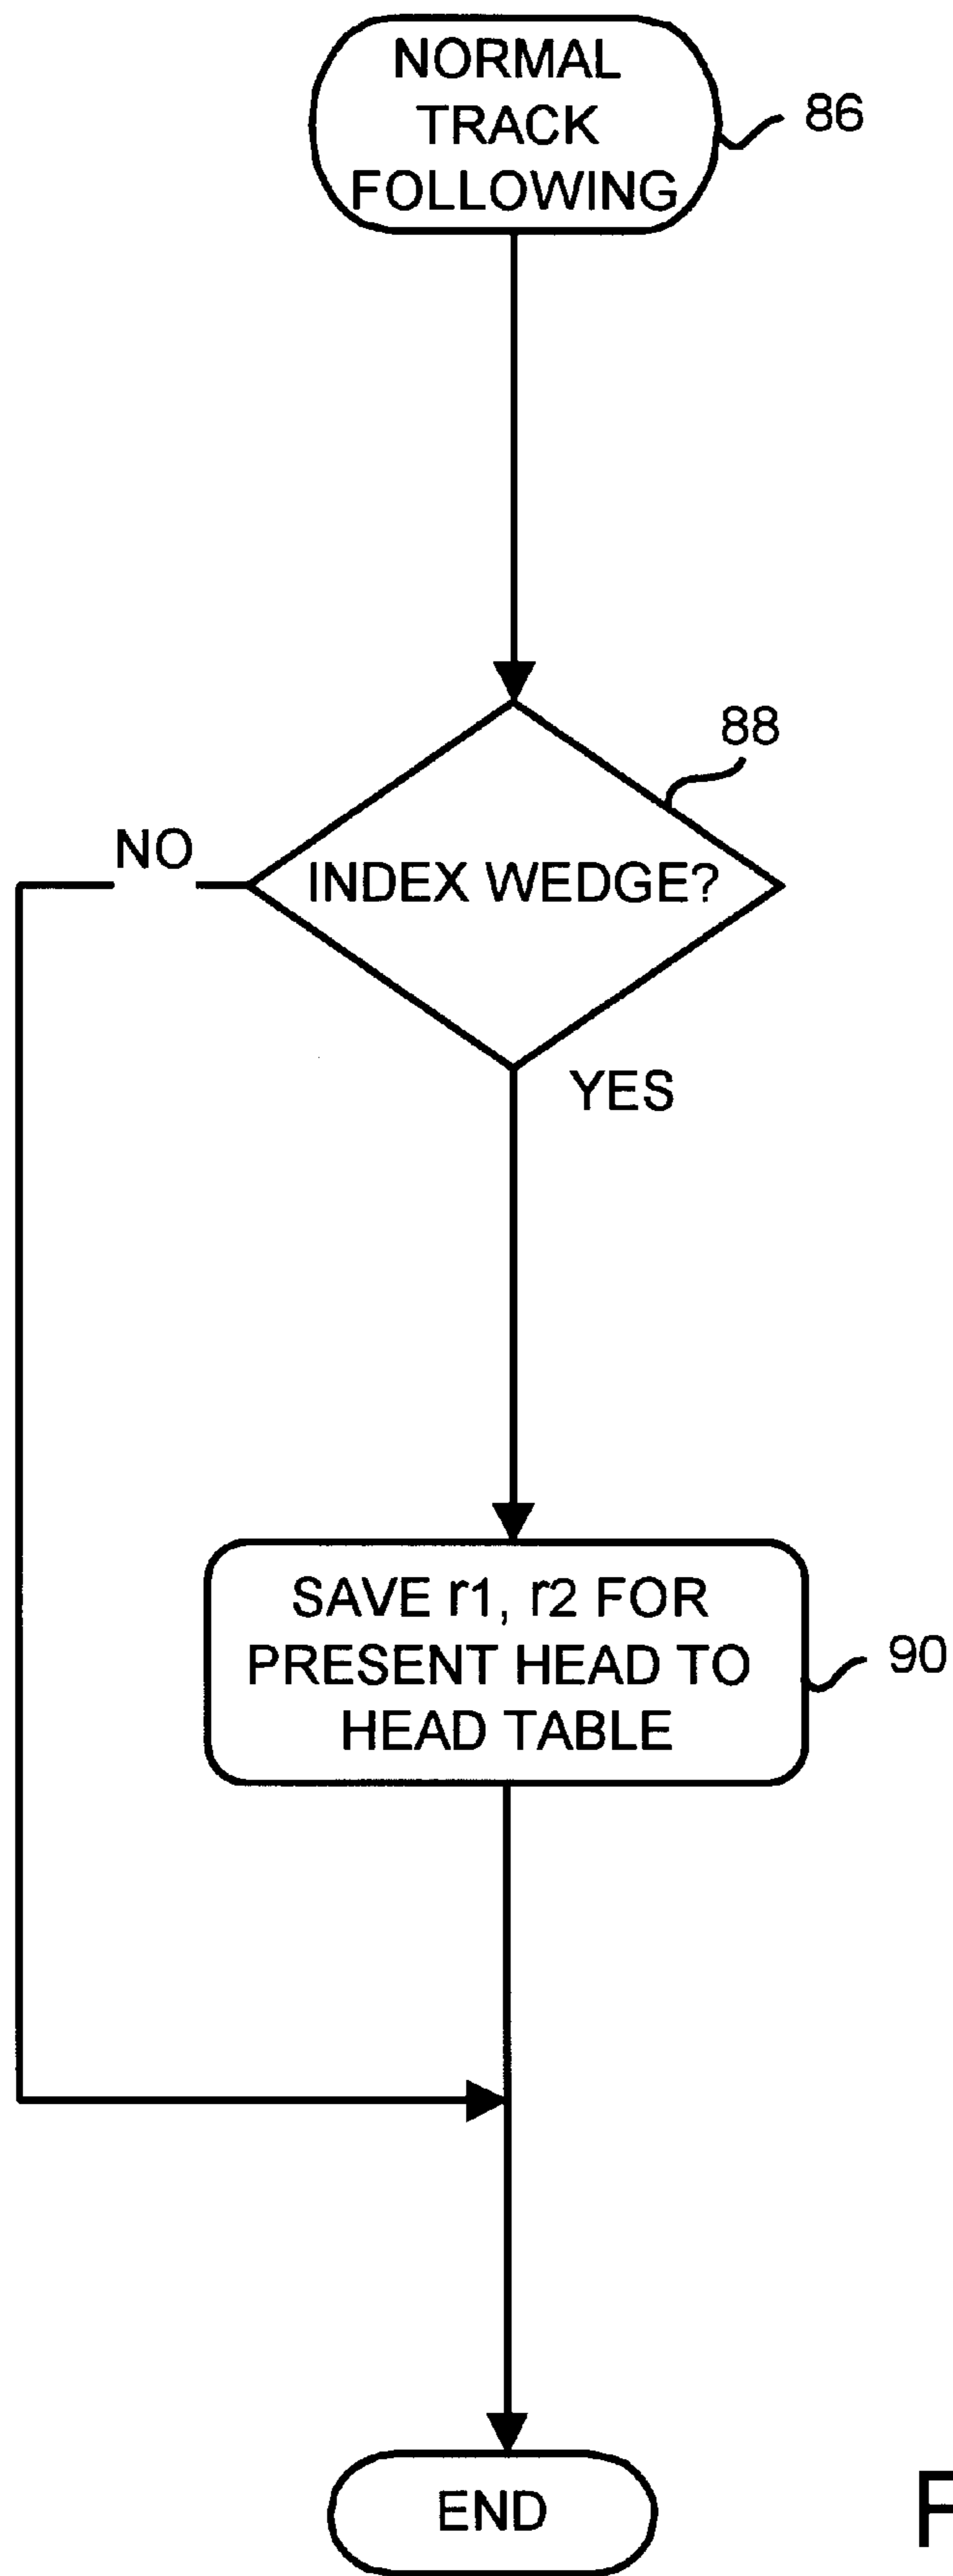 NORMAL
TRACK
FOLLOWING
86
88
NO
INDEX WEDGE?
YES
SAVE r1, r2 FOR
PRESENT HEAD TO
HEAD TABLE
90
END
F